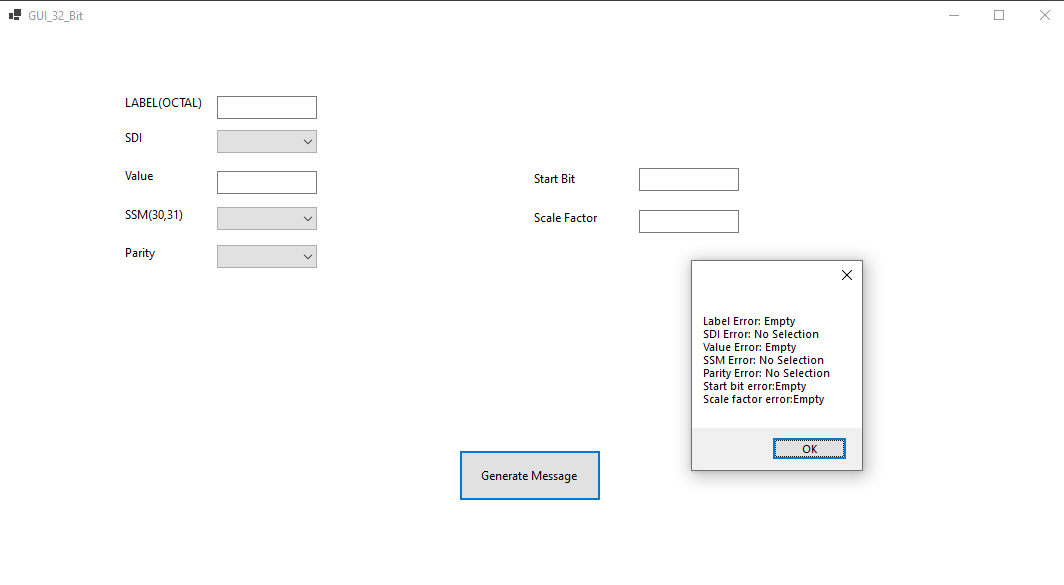 GUI_32_Bit
LABEL(OCTAL)
SDI
Value
SSM(30,31)
Parity
Start Bit
Scale Factor
Label Error: Empty
SDI Error: No Selection
Value Error: Empty
SSM Error: No Selection
Parity Error: No Selection
Start bit error:Empty
Scale factor error:Empty
OK
Generate Message